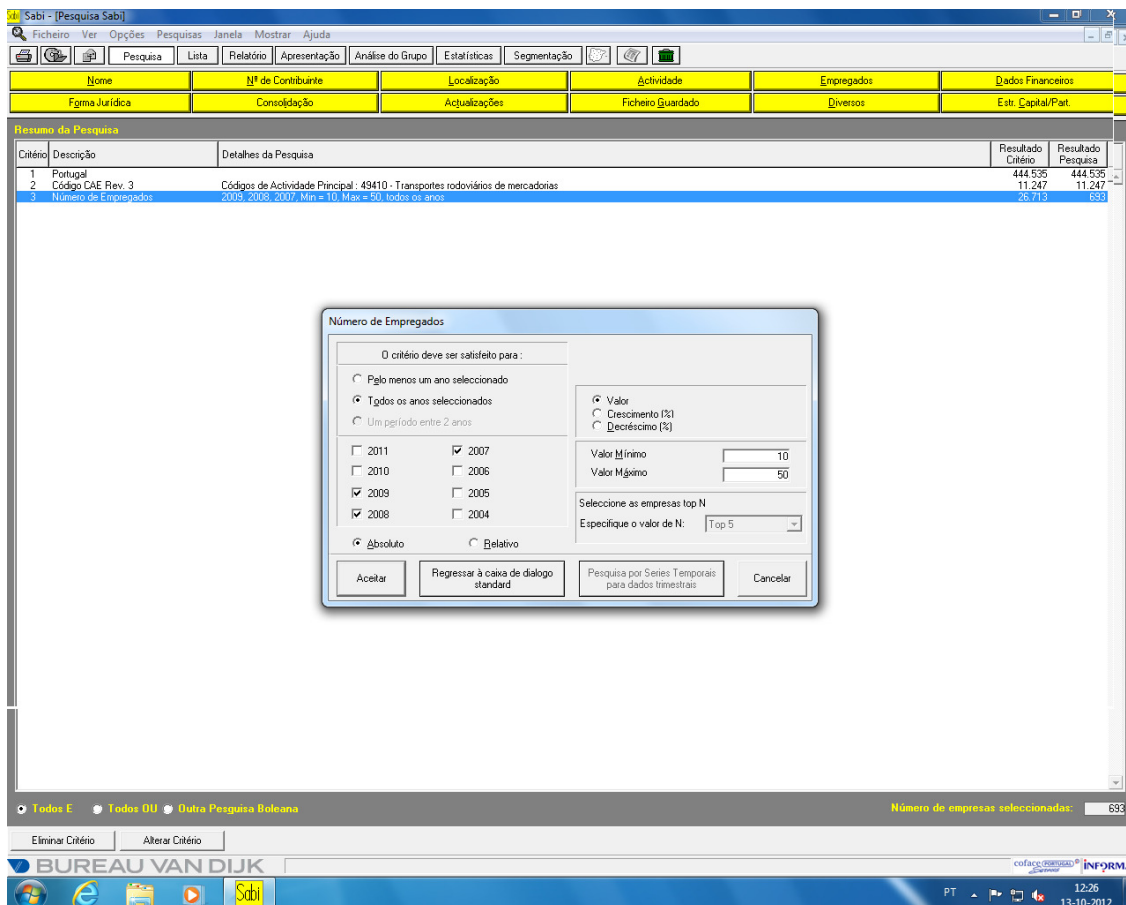 Sabi - [Pesquisa Sabi]
Ficheiro Ver Opções Pesquisas Janela Mostrar Ajuda
Pesquisa Lista Relatório Apresentação Análise do Grupo Estatísticas Segmentação
Nome Nº de Contribuinte Localização Actividade Empregados Dados Financeiros
Forma Jurídica Consolidação Actualizações Ficheiro Guardado Diversos Estr. Capital/Part.
Resumo da Pesquisa
Critério Descrição Detalhes da Pesquisa Resultado Critério Resultado Pesquisa
1 Portugal 444.535 444.535
2 Código CAE Rev. 3 Códigos de Actividade Principal : 49410 - Transportes rodoviários de mercadorias 11.247 11.247
3 Número de Empregados 2009, 2008, 2007, Min = 10, Max = 50, todos os anos 26.713 693
Número de Empregados
O critério deve ser satisfeito para :
Pelo menos um ano seleccionado
Todos os anos seleccionados
Um período entre 2 anos
2011 2007
2010 2006
2009 2005
2008 2004
Absoluto Relativo
Valor
Crescimento (%)
Decréscimo (%)
Valor Mínimo 10
Valor Máximo 50
Seleccione as empresas top N
Especifique o valor de N: Top 5
Aceitar
Regressar à caixa de dialogo standard
Pesquisa por Series Temporais para dados trimestrais
Cancelar
Todos E Todos OU Outra Pesquisa Boleana Número de empresas seleccionadas: 693
Eliminar Critério Alterar Critério
BUREAU VAN DIJK coface PORTUGAL INFORM
Sabi PT 12:26
13-10-2012